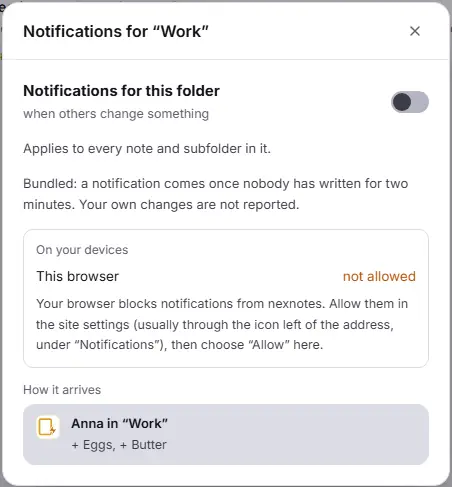 Notifications for “Work”
Notifications for this folder
when others change something
Applies to every note and subfolder in it.
Bundled: a notification comes once nobody has written for two
minutes. Your own changes are not reported.
On your devices
This browser not allowed
Your browser blocks notifications from nexnotes. Allow them in
the site settings (usually through the icon left of the address,
under “Notifications”), then choose “Allow” here.
How it arrives
Anna in “Work”
+ Eggs, + Butter